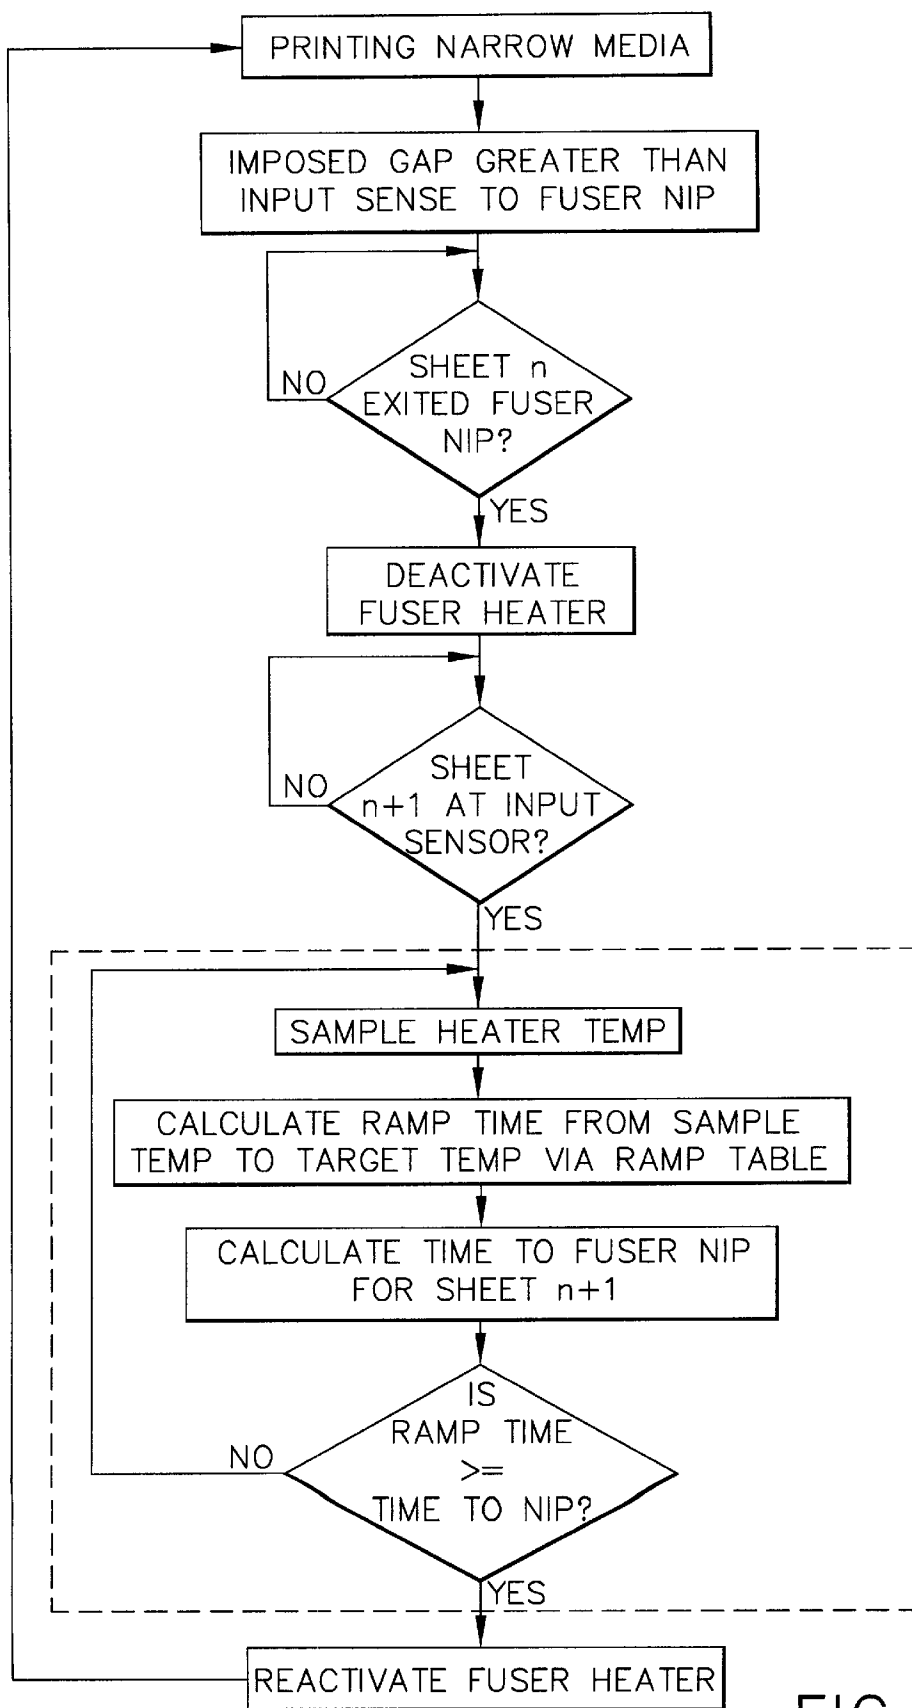 PRINTING NARROW MEDIA
IMPOSED GAP GREATER THAN
INPUT SENSE TO FUSER NIP
SHEET n
EXITED FUSER
NIP?
NO
YES
DEACTIVATE
FUSER HEATER
SHEET
n+1 AT INPUT
SENSOR?
NO
YES
SAMPLE HEATER TEMP
CALCULATE RAMP TIME FROM SAMPLE
TEMP TO TARGET TEMP VIA RAMP TABLE
CALCULATE TIME TO FUSER NIP
FOR SHEET n+1
IS
RAMP TIME
>=
TIME TO NIP?
NO
YES
REACTIVATE FUSER HEATER
FIG